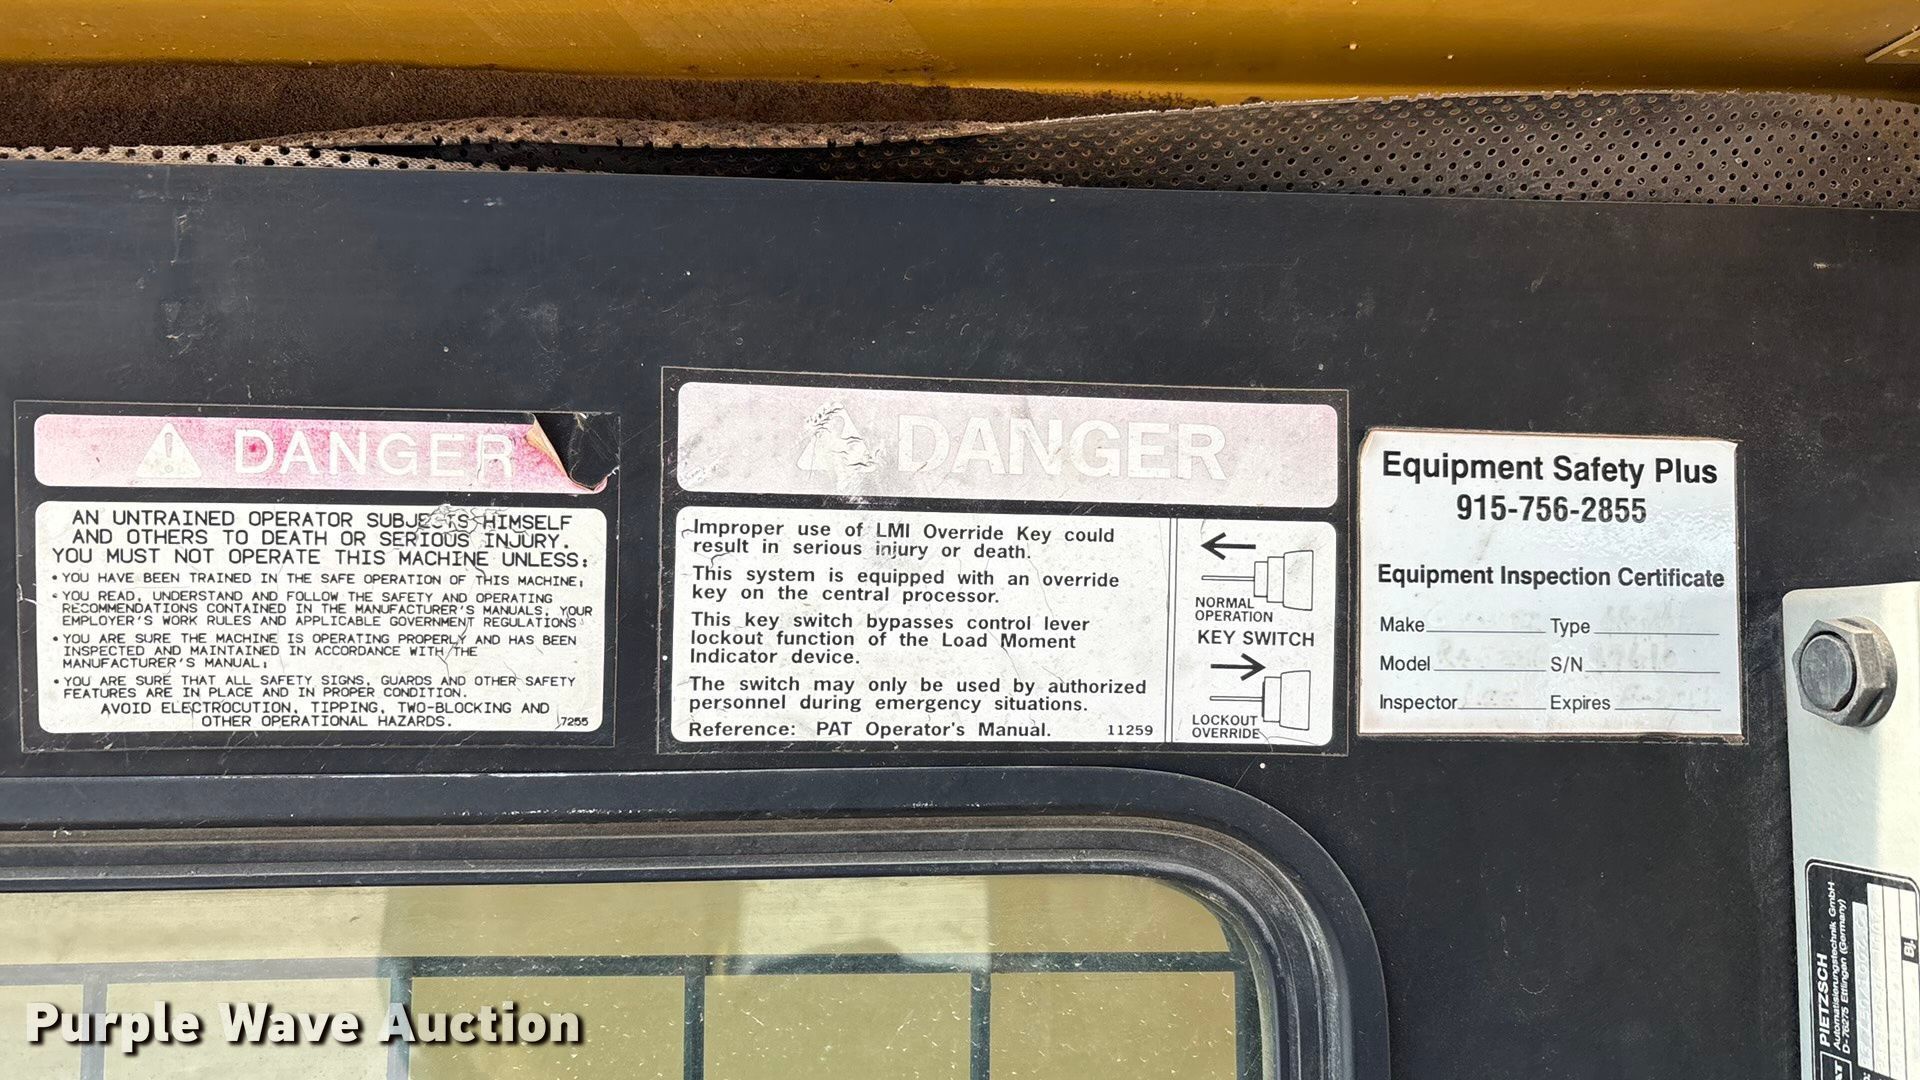 DANGER
AN UNTRAINED OPERATOR SUBJECTS HIMSELF
AND OTHERS TO DEATH OR SERIOUS INJURY.
YOU MUST NOT OPERATE THIS MACHINE UNLESS:
• YOU HAVE BEEN TRAINED IN THE SAFE OPERATION OF THIS MACHINE;
• YOU READ, UNDERSTAND AND FOLLOW THE SAFETY AND OPERATING
RECOMMENDATIONS CONTAINED IN THE MANUFACTURER'S MANUALS, YOUR
EMPLOYER'S WORK RULES AND APPLICABLE GOVERNMENT REGULATIONS;
• YOU ARE SURE THE MACHINE IS OPERATING PROPERLY AND HAS BEEN
INSPECTED AND MAINTAINED IN ACCORDANCE WITH THE
MANUFACTURER'S MANUAL;
• YOU ARE SURE THAT ALL SAFETY SIGNS, GUARDS AND OTHER SAFETY
FEATURES ARE IN PLACE AND IN PROPER CONDITION.
AVOID ELECTROCUTION, TIPPING, TWO-BLOCKING AND
OTHER OPERATIONAL HAZARDS.
7255
DANGER
Improper use of LMI Override Key could
result in serious injury or death.
This system is equipped with an override
key on the central processor.
This key switch bypasses control lever
lockout function of the Load Moment
Indicator device.
The switch may only be used by authorized
personnel during emergency situations.
Reference: PAT Operator's Manual.
11259
NORMAL
OPERATION
KEY SWITCH
LOCKOUT
OVERRIDE
Equipment Safety Plus
915-756-2855
Equipment Inspection Certificate
Make Type
Model S/N
Inspector Expires
PIETZSCH
Automatisierungstechnik GmbH
D-76275 Ettlingen (Germany)
Bj.
Purple Wave Auction